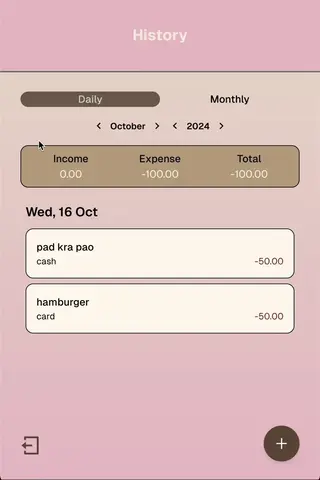 History
Daily Monthly
October 2024
Income Expense Total
0.00 -100.00 -100.00
Wed, 16 Oct
pad kra pao
cash -50.00
hamburger
card -50.00
+